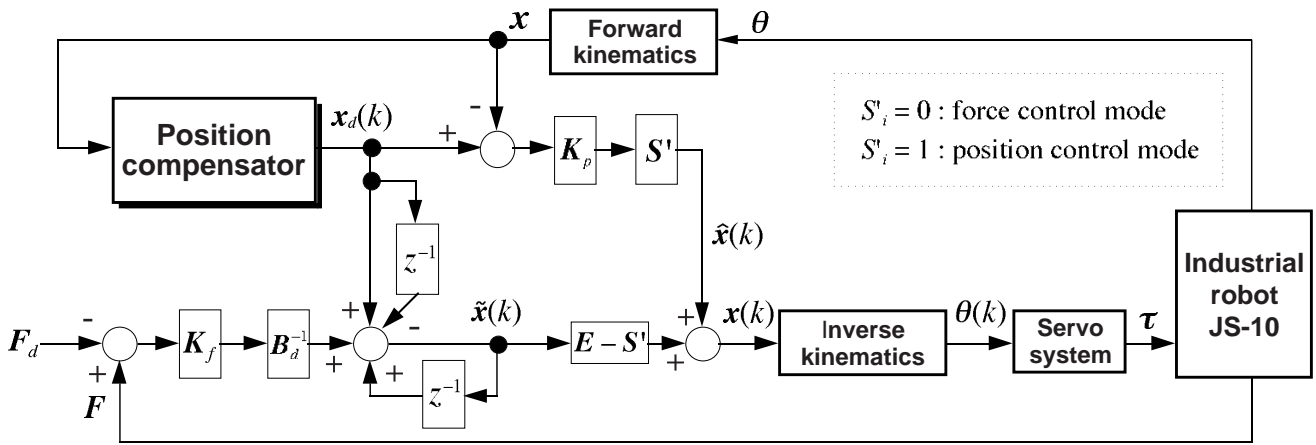 x
Forward
kinematics
θ
S'ᵢ = 0 : force control mode
S'ᵢ = 1 : position control mode
Position
compensator
x_d(k)
-
+
K_p
S'
z⁻¹
x̂(k)
Industrial
robot
JS-10
F_d
-
+
F
K_f
B_d⁻¹
+
+
-
+
x̃(k)
z⁻¹
E – S'
+
+
x(k)
Inverse
kinematics
θ(k)
Servo
system
τ